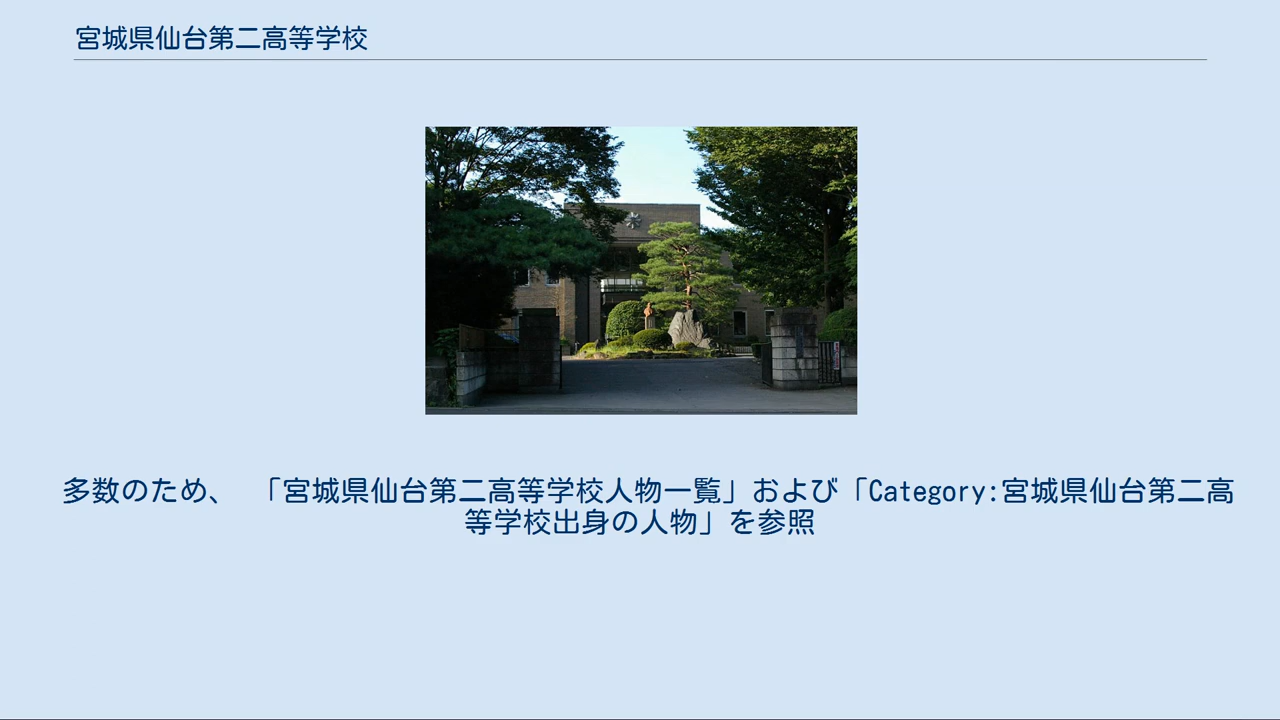 宮城県仙台第二高等学校
多数のため、　「宮城県仙台第二高等学校人物一覧」および「Category:宮城県仙台第二高
等学校出身の人物」を参照